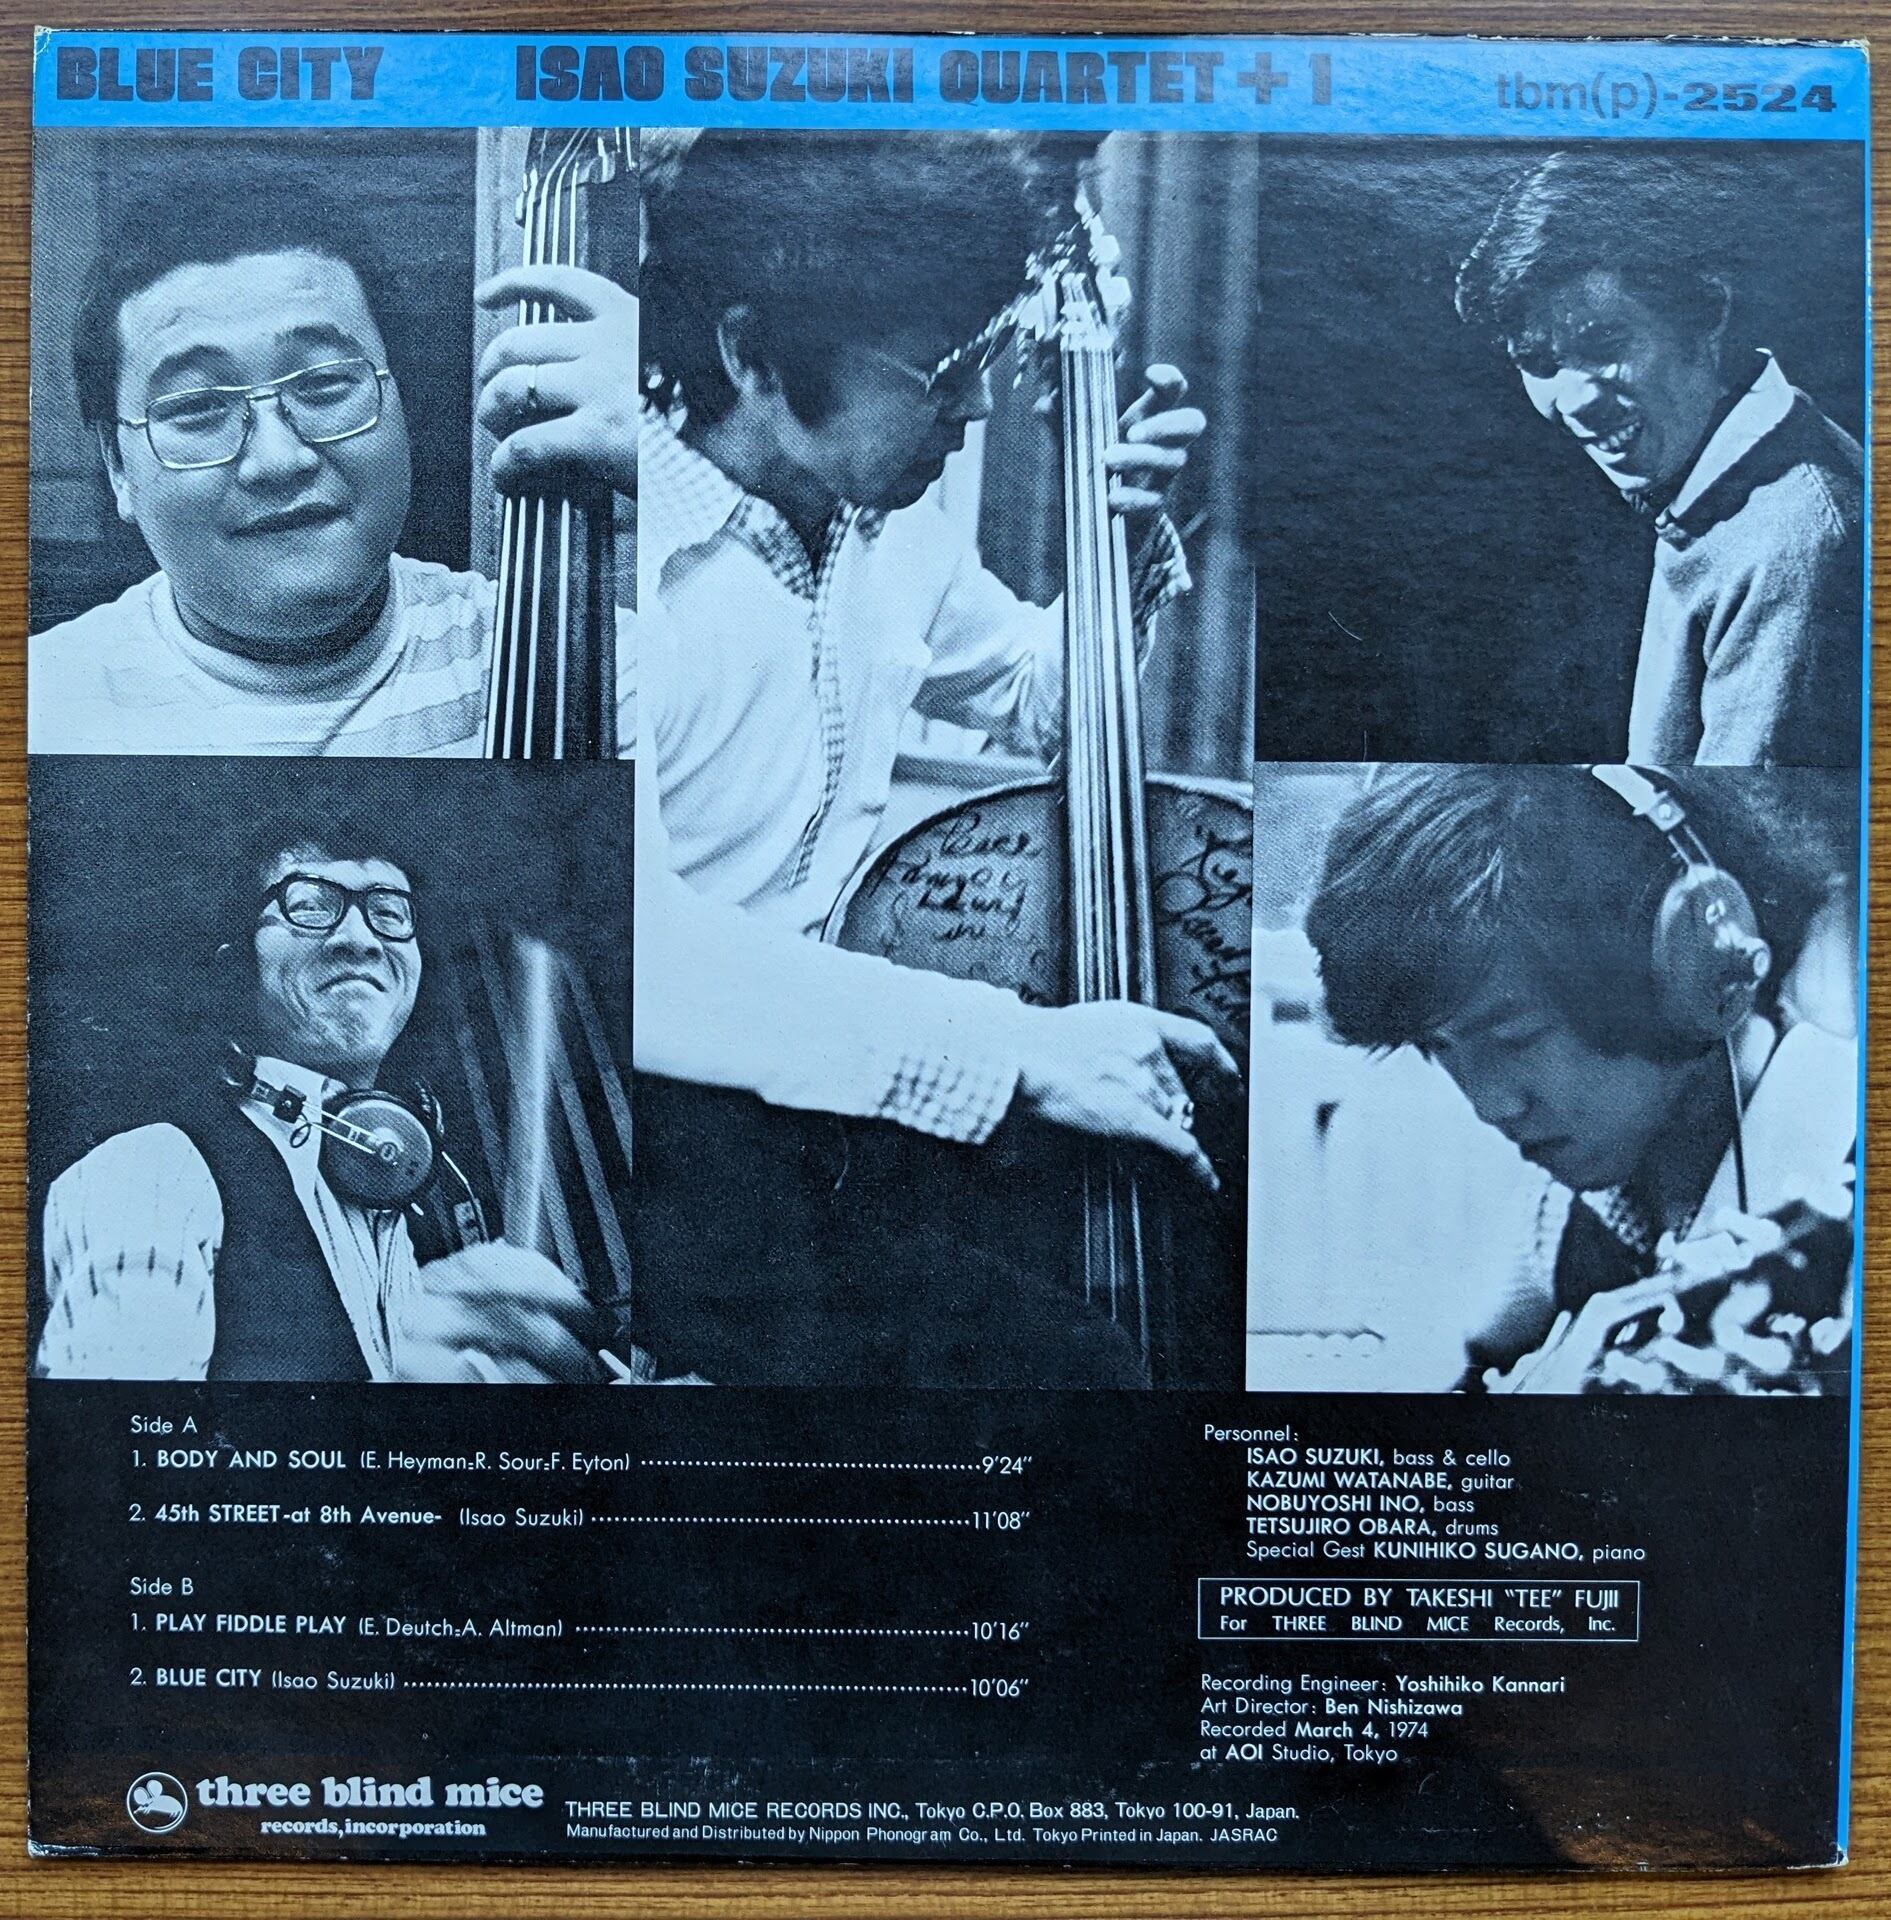 BLUE CITY ISAO SUZUKI QUARTET + 1 tbm(p)-2524
Side A
1. BODY AND SOUL (E. Heyman=R. Sour=F. Eyton) 9'24"
2. 45th STREET-at 8th Avenue- (Isao Suzuki) 11'08"
Side B
1. PLAY FIDDLE PLAY (E. Deutch=A. Altman) 10'16"
2. BLUE CITY (Isao Suzuki) 10'06"
Personnel:
ISAO SUZUKI, bass & cello
KAZUMI WATANABE, guitar
NOBUYOSHI INO, bass
TETSUJIRO OBARA, drums
Special Gest KUNIHIKO SUGANO, piano
PRODUCED BY TAKESHI "TEE" FUJII
For THREE BLIND MICE Records, Inc.
Recording Engineer: Yoshihiko Kannari
Art Director: Ben Nishizawa
Recorded March 4, 1974
at AOI Studio, Tokyo
three blind mice
records, incorporation
THREE BLIND MICE RECORDS INC., Tokyo C.P.O. Box 883, Tokyo 100-91, Japan.
Manufactured and Distributed by Nippon Phonogram Co., Ltd. Tokyo Printed in Japan. JASRAC